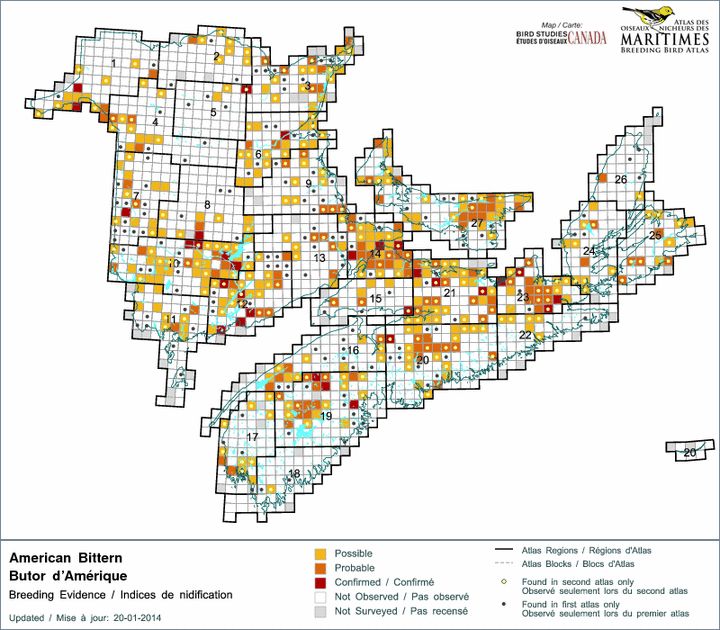 Map / Carte:
BIRD STUDIES CANADA
ÉTUDES D'OISEAUX
ATLAS DES
OISEAUX NICHEURS DES
MARITIMES
BREEDING BIRD ATLAS
1
2
3
4
5
6
7
8
9
11
13
14
15
16
17
18
19
20
21
22
23
24
25
26
27
20
American Bittern
Butor d'Amérique
Breeding Evidence / Indices de nidification
Updated / Mise à jour: 20-01-2014
Possible
Probable
Confirmed / Confirmé
Not Observed / Pas observé
Not Surveyed / Pas recensé
Atlas Regions / Régions d'Atlas
Atlas Blocks / Blocs d'Atlas
Found in second atlas only
Observé seulement lors du second atlas
Found in first atlas only
Observé seulement lors du premier atlas